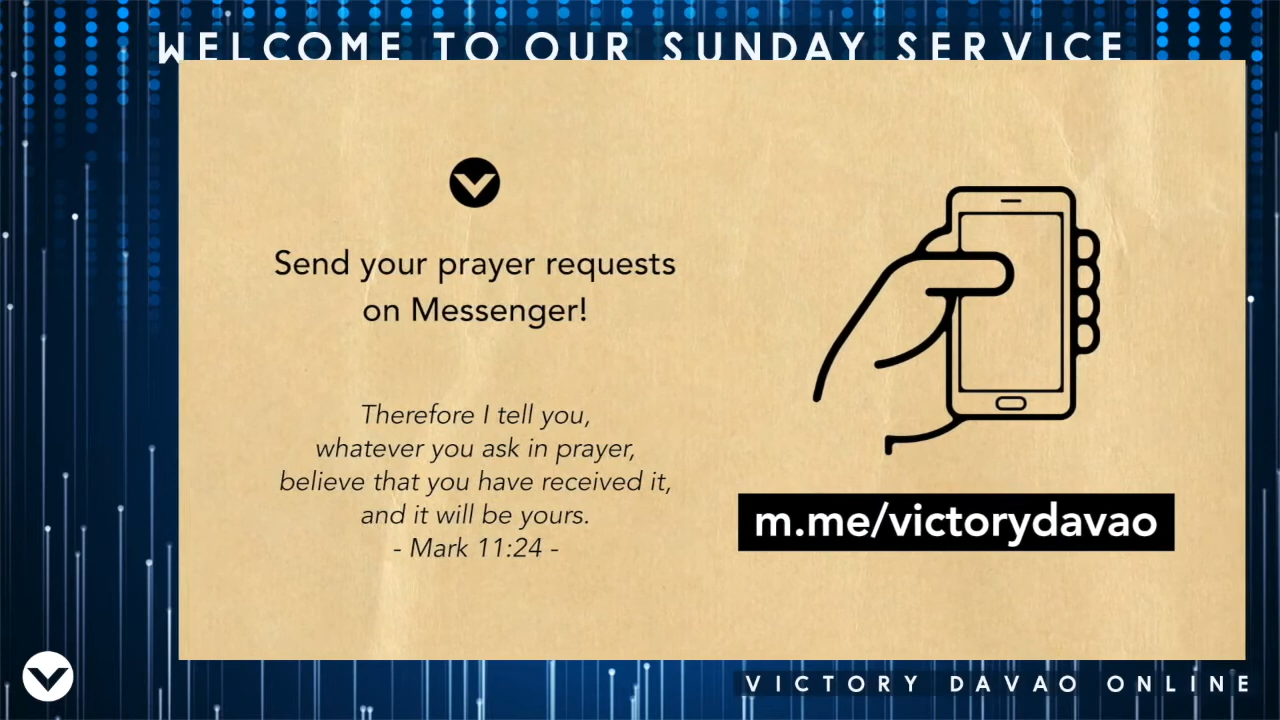 WELCOME TO OUR SUNDAY SERVICE
Send your prayer requests
on Messenger!
Therefore I tell you,
whatever you ask in prayer,
believe that you have received it,
and it will be yours.
- Mark 11:24 -
m.me/victorydavao
VICTORY DAVAO ONLINE